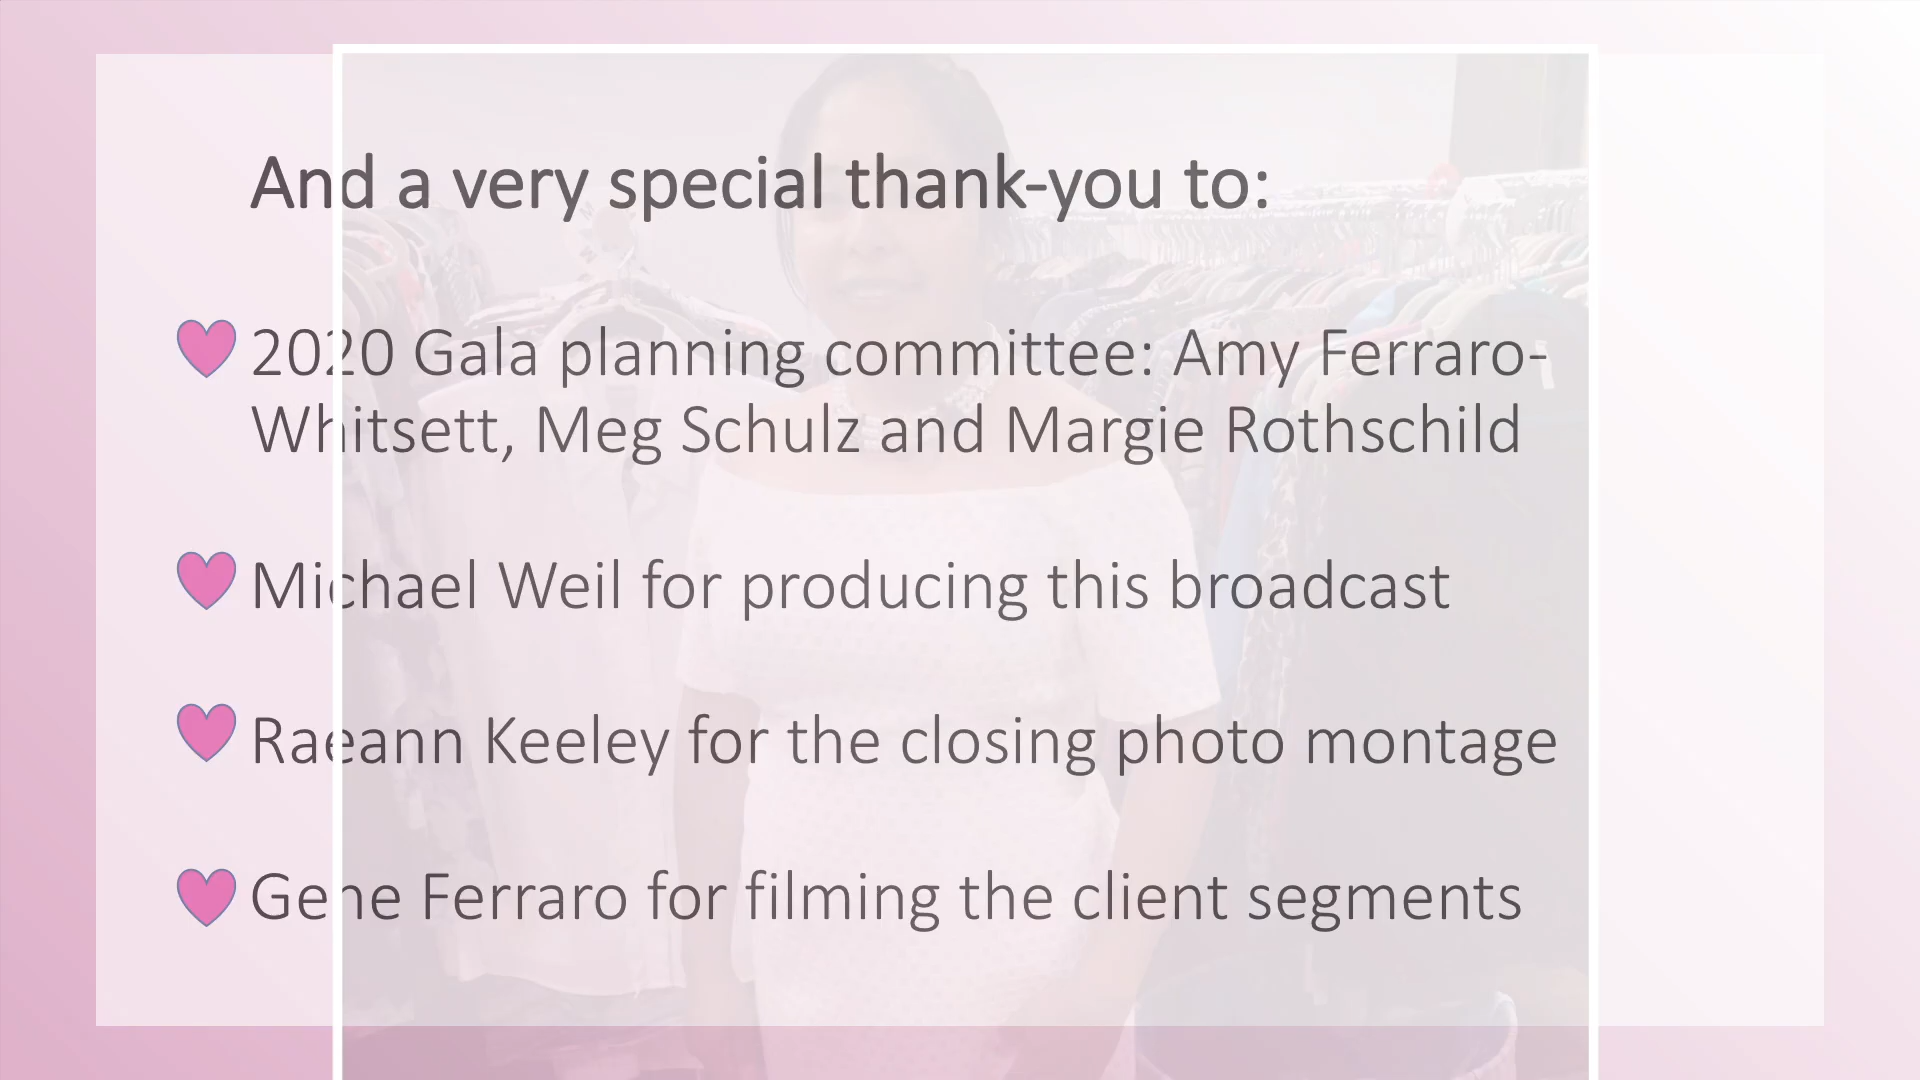 And a very special thank-you to:
2020 Gala planning committee: Amy Ferraro-
Whitsett, Meg Schulz and Margie Rothschild
Michael Weil for producing this broadcast
Raeann Keeley for the closing photo montage
Gene Ferraro for filming the client segments